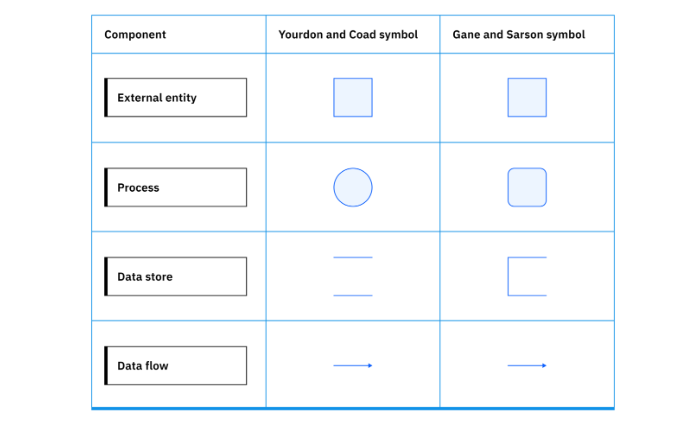 Component
Yourdon and Coad symbol
Gane and Sarson symbol
External entity
Process
Data store
Data flow